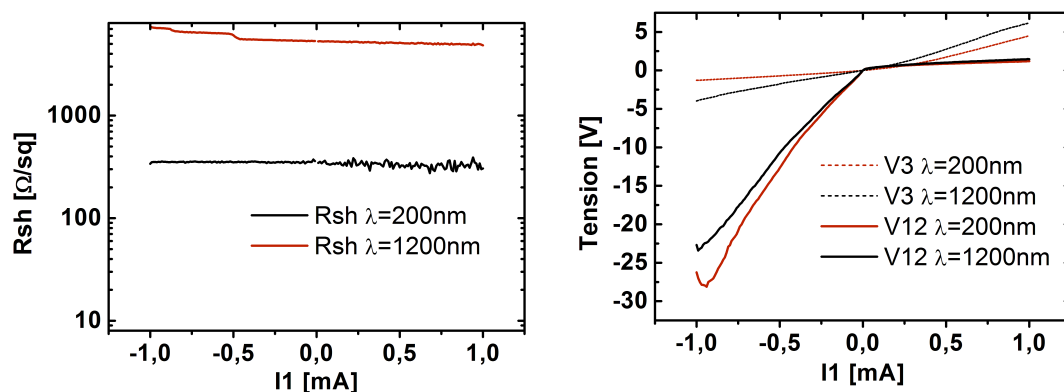 Rsh [Ω/sq]
1000
100
10
Rsh λ=200nm
Rsh λ=1200nm
-1,0 -0,5 0,0 0,5 1,0
I1 [mA]
Tension [V]
5
0
-5
-10
-15
-20
-25
-30
V3 λ=200nm
V3 λ=1200nm
V12 λ=200nm
V12 λ=1200nm
-1,0 -0,5 0,0 0,5 1,0
I1 [mA]